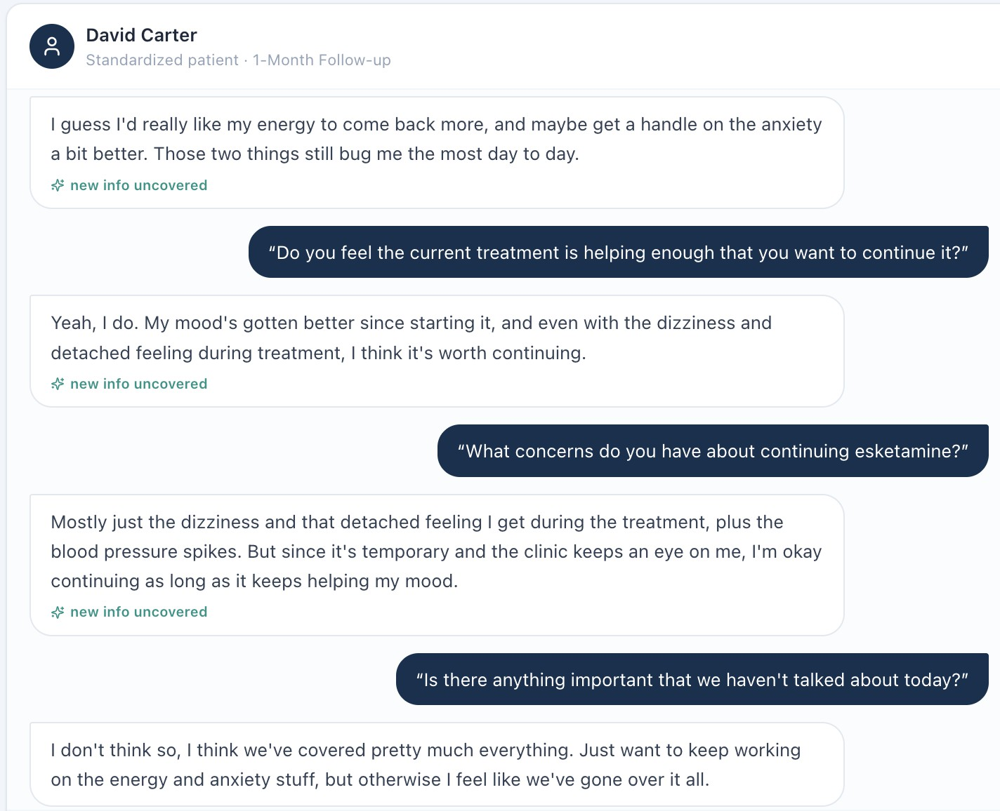 David Carter
Standardized patient · 1-Month Follow-up
I guess I'd really like my energy to come back more, and maybe get a handle on the anxiety
a bit better. Those two things still bug me the most day to day.
new info uncovered
“Do you feel the current treatment is helping enough that you want to continue it?”
Yeah, I do. My mood's gotten better since starting it, and even with the dizziness and
detached feeling during treatment, I think it's worth continuing.
new info uncovered
“What concerns do you have about continuing esketamine?”
Mostly just the dizziness and that detached feeling I get during the treatment, plus the
blood pressure spikes. But since it's temporary and the clinic keeps an eye on me, I'm okay
continuing as long as it keeps helping my mood.
new info uncovered
“Is there anything important that we haven't talked about today?”
I don't think so, I think we've covered pretty much everything. Just want to keep working
on the energy and anxiety stuff, but otherwise I feel like we've gone over it all.